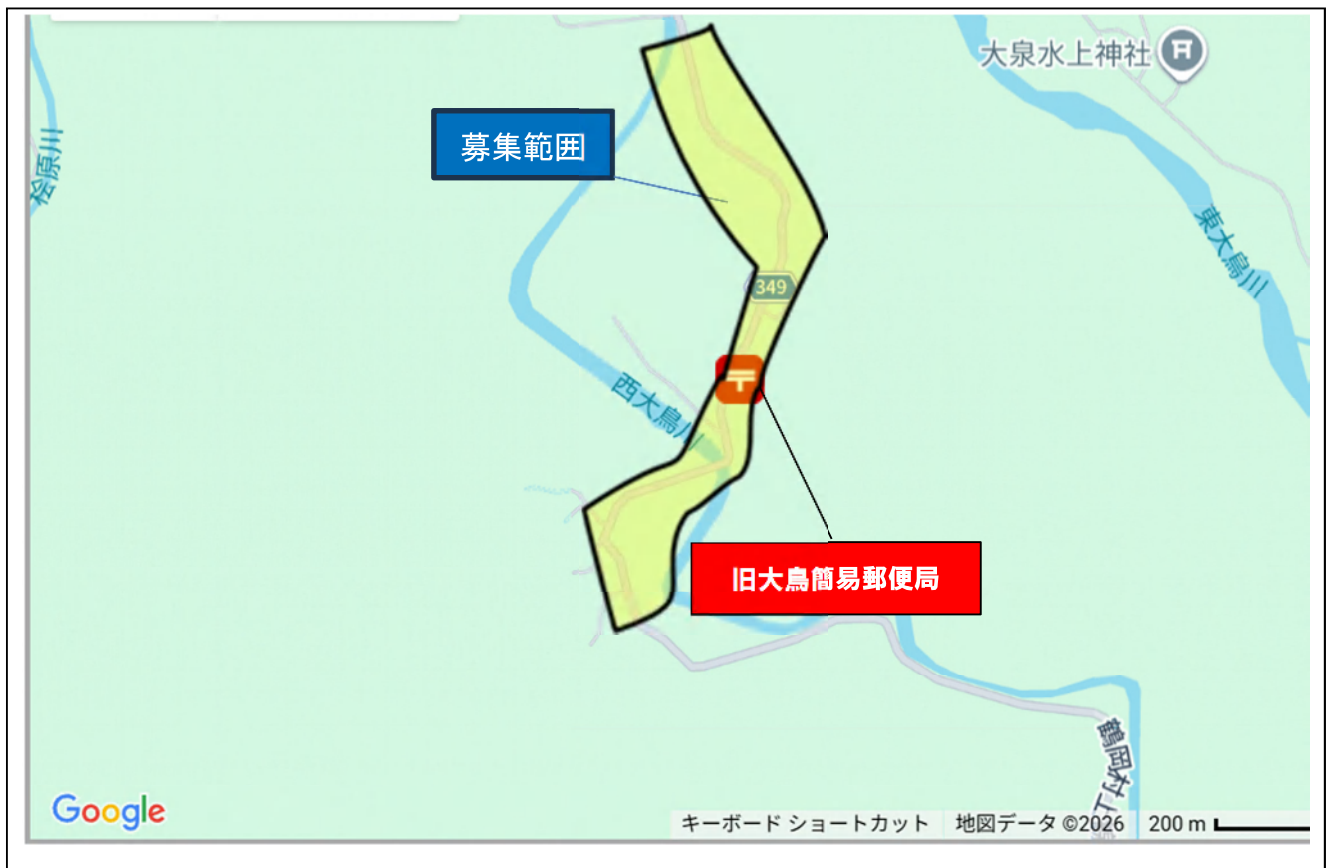 大泉水上神社
募集範囲
桧原川
東大鳥川
349
西大鳥川
旧大鳥簡易郵便局
鶴岡村上
Google
キーボード ショートカット
地図データ ©2026
200 m